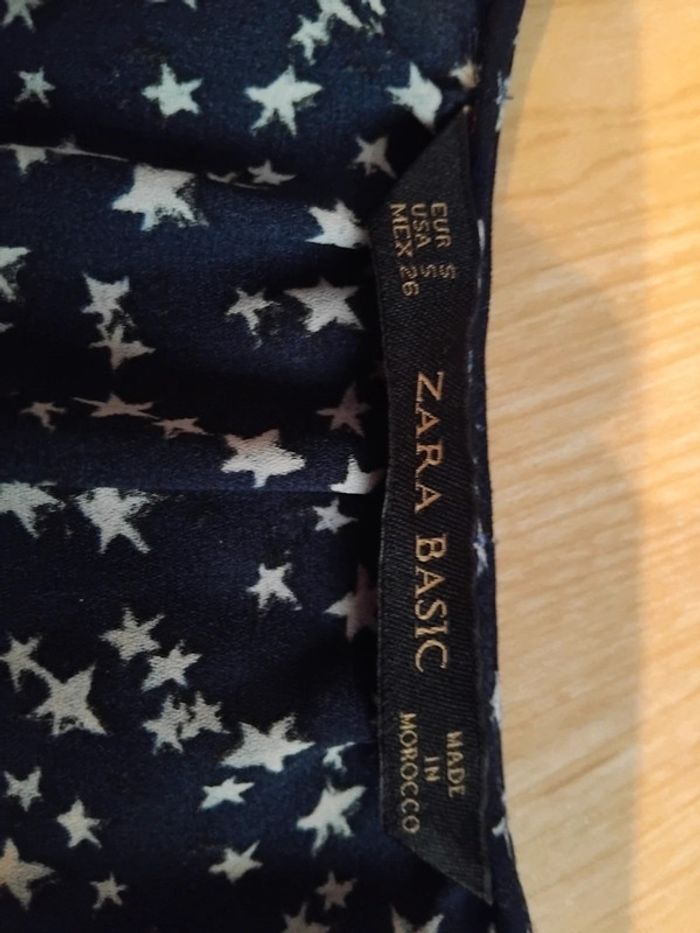 EUR S
USA S
MEX 26
ZARA BASIC
MADE
IN
MOROCCO